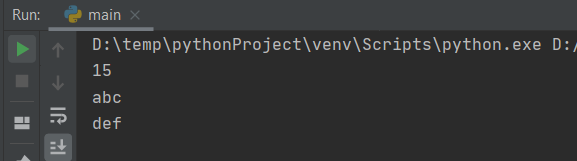 Run: main
D:\temp\pythonProject\venv\Scripts\python.exe D:/
15
abc
def